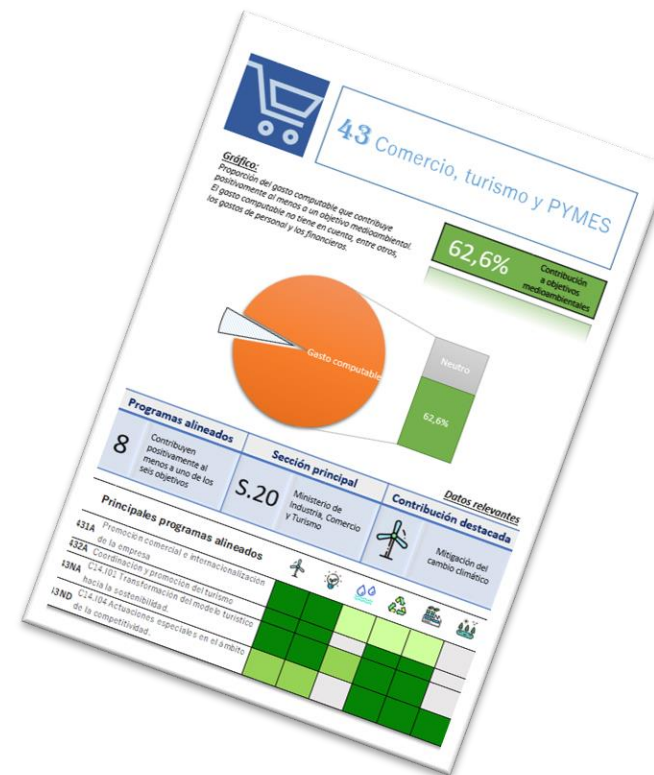 43 Comercio, turismo y PYMES
Gráfico:
Proporción del gasto computable que contribuye
positivamente al menos a un objetivo medioambiental.
El gasto computable no tiene en cuenta, entre otros,
los gastos de personal y los financieros.
62,6%
Contribución
a objetivos
medioambientales
Gasto computable
Neutro
62,6%
Datos relevantes
Programas alineados
Sección principal
Contribución destacada
8
Contribuyen
positivamente al
menos a uno de los
seis objetivos
S.20
Ministerio de
Industria, Comercio
y Turismo
Mitigación del
cambio climático
Principales programas alineados
431A Promoción comercial e internacionalización
de la empresa
432A Coordinación y promoción del turismo
43NA C14.I01 Transformación del modelo turístico
hacia la sostenibilidad.
43ND C14.I04 Actuaciones especiales en el ámbito
de la competitividad.